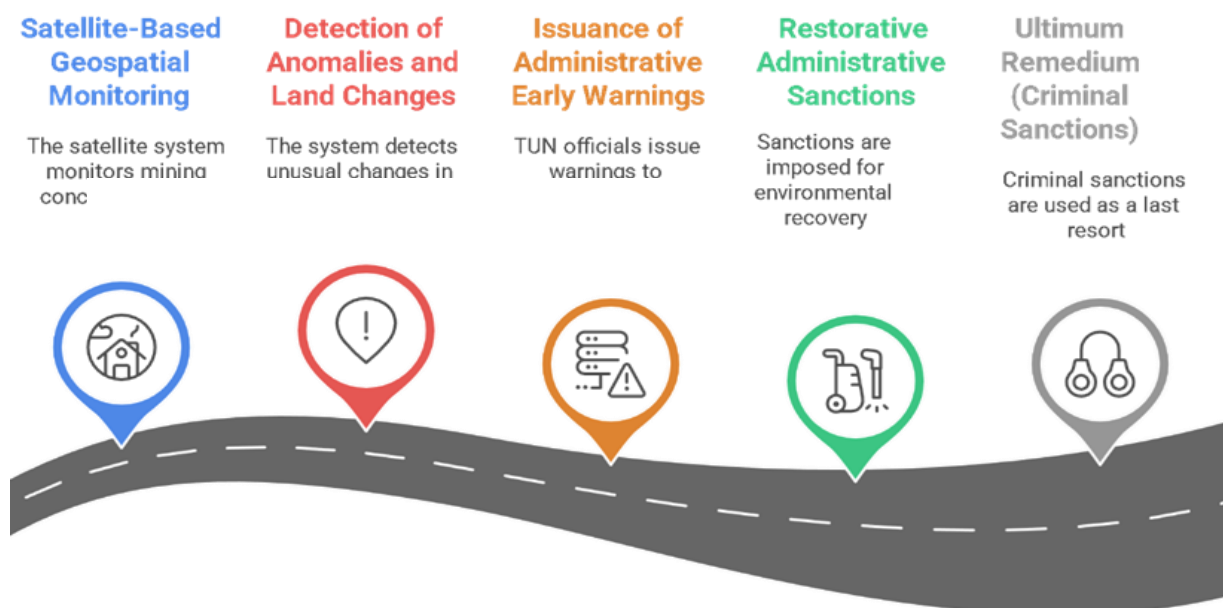 Satellite-Based
Geospatial
Monitoring
The satellite system
monitors mining
conc
Detection of
Anomalies and
Land Changes
The system detects
unusual changes in
Issuance of
Administrative
Early Warnings
TUN officials issue
warnings to
Restorative
Administrative
Sanctions
Sanctions are
imposed for
environmental
recovery
Ultimum
Remedium
(Criminal
Sanctions)
Criminal sanctions
are used as a last
resort